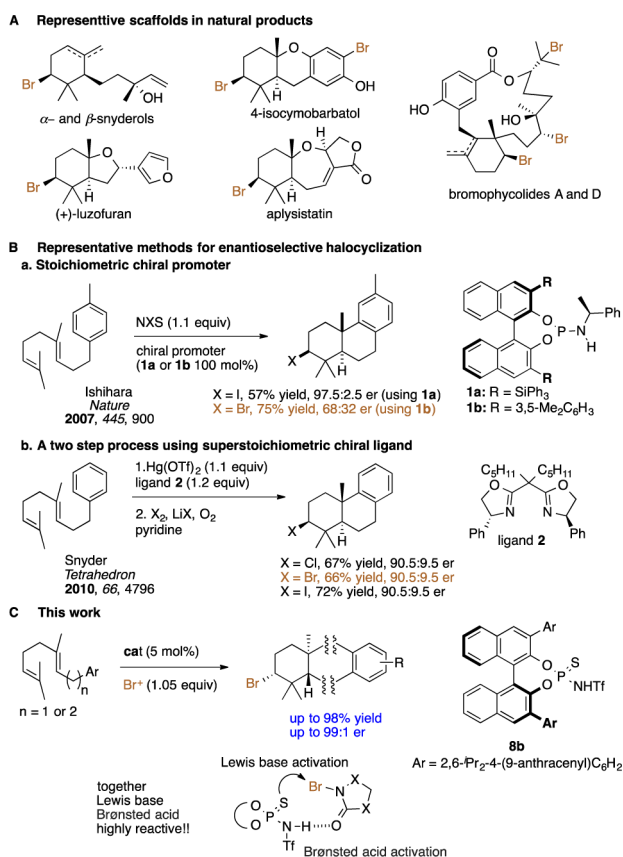 A Representtive scaffolds in natural products
Br
OH
α– and β-snyderols
O
Br
Br
OH
H
4-isocymobarbatol
O
O
Br
HO
OH
Br
Br
bromophycolides A and D
O
O
Br
H
(+)-luzofuran
H
O
O
O
Br
H
aplysistatin
B Representative methods for enantioselective halocyclization
a. Stoichiometric chiral promoter
NXS (1.1 equiv)
chiral promoter
(1a or 1b 100 mol%)
Ishihara
Nature
2007, 445, 900
X
H
X = I, 57% yield, 97.5:2.5 er (using 1a)
X = Br, 75% yield, 68:32 er (using 1b)
R
O
P
O
N
H
Ph
R
1a: R = SiPh3
1b: R = 3,5-Me2C6H3
b. A two step process using superstoichiometric chiral ligand
1.Hg(OTf)2 (1.1 equiv)
ligand 2 (1.2 equiv)
2. X2, LiX, O2
pyridine
Snyder
Tetrahedron
2010, 66, 4796
X
H
X = Cl, 67% yield, 90.5:9.5 er
X = Br, 66% yield, 90.5:9.5 er
X = I, 72% yield, 90.5:9.5 er
C5H11 C5H11
O O
N N
Ph Ph
ligand 2
C This work
Ar
n
n = 1 or 2
cat (5 mol%)
Br+ (1.05 equiv)
Br
H
R
up to 98% yield
up to 99:1 er
Ar
O
P
S
O
NHTf
Ar
8b
Ar = 2,6-iPr2-4-(9-anthracenyl)C6H2
together
Lewis base
Brønsted acid
highly reactive!!
Lewis base activation
O
O
P
S
N H
Tf
Br N
X
X
O
Brønsted acid activation